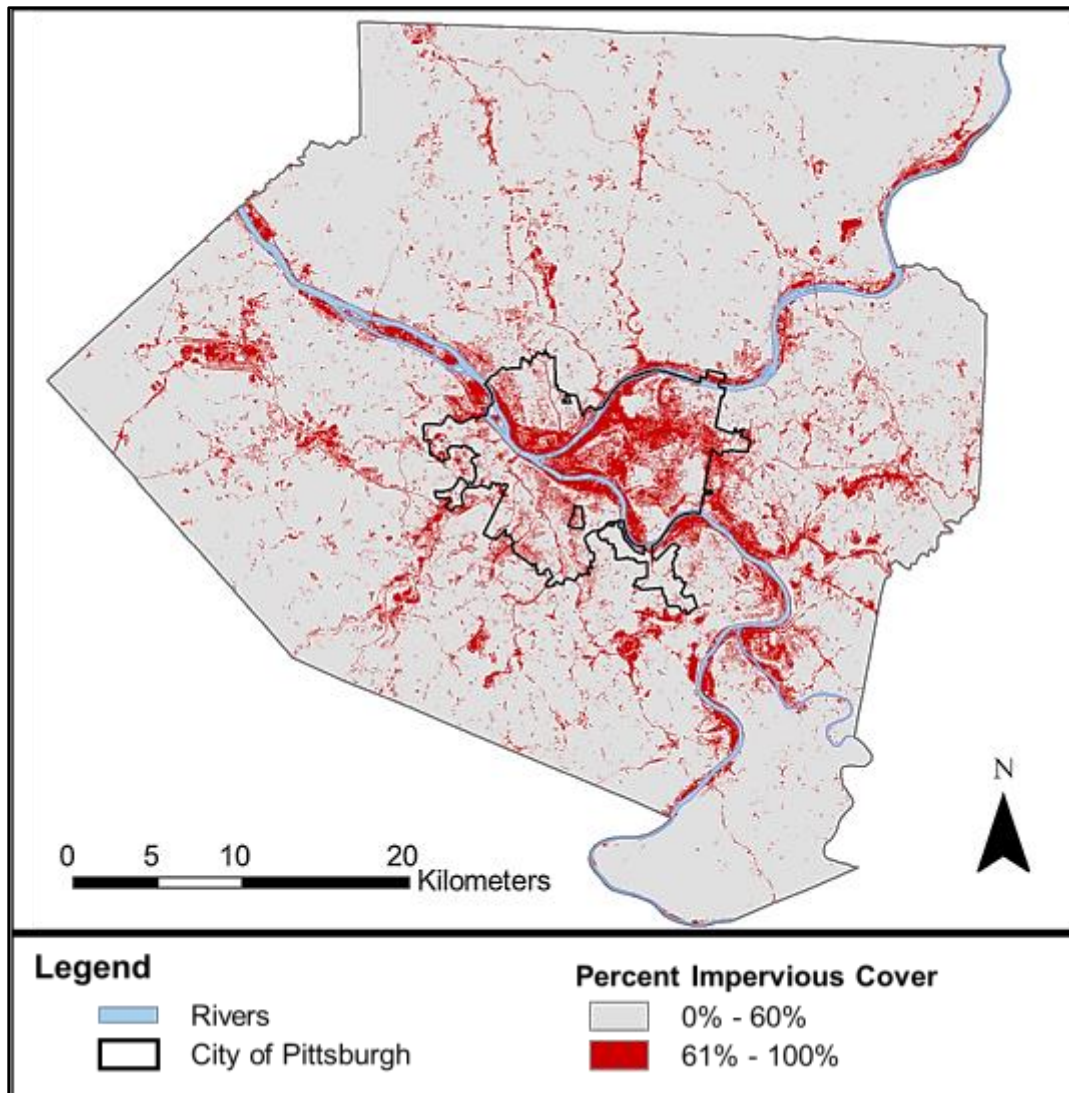 N
0 5 10 20
Kilometers
Legend
Rivers
City of Pittsburgh
Percent Impervious Cover
0% - 60%
61% - 100%